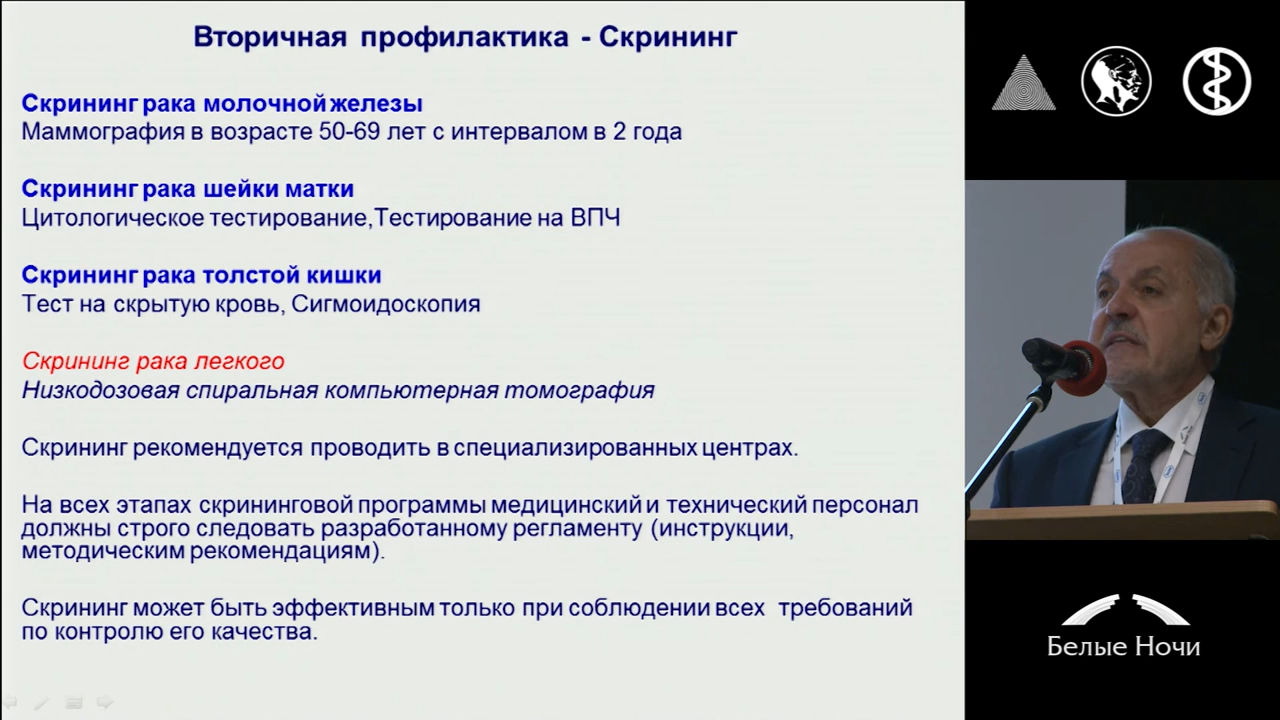 Вторичная профилактика - Скрининг
Скрининг рака молочной железы
Маммография в возрасте 50-69 лет с интервалом в 2 года
Скрининг рака шейки матки
Цитологическое тестирование,Тестирование на ВПЧ
Скрининг рака толстой кишки
Тест на скрытую кровь, Сигмоидоскопия
Скрининг рака легкого
Низкодозовая спиральная компьютерная томография
Скрининг рекомендуется проводить в специализированных центрах.
На всех этапах скрининговой программы медицинский и технический персонал
должны строго следовать разработанному регламенту (инструкции,
методическим рекомендациям).
Скрининг может быть эффективным только при соблюдении всех требований
по контролю его качества.
Белые Ночи